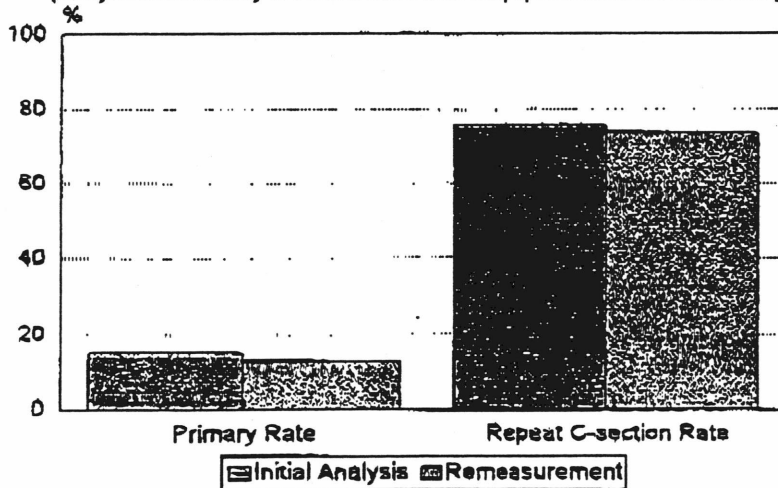 %
100
80
60
40
20
0
Primary Rate
Repeat C-section Rate
Initial Analysis Remeasurement